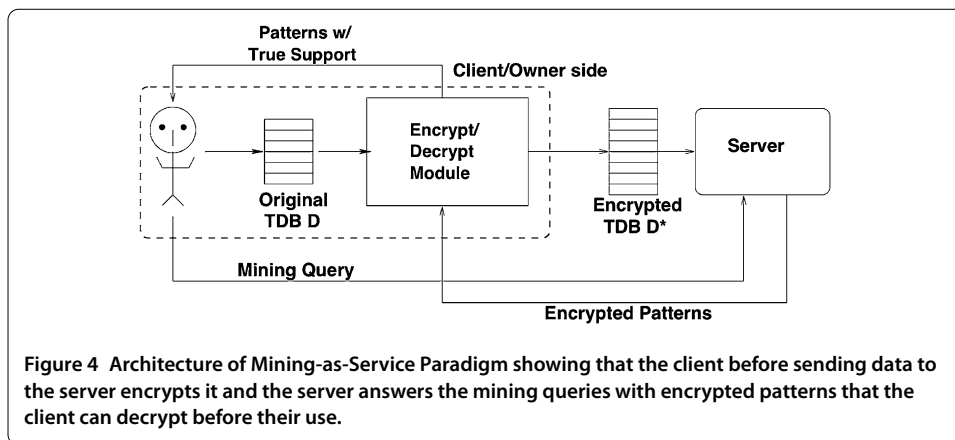 Patterns w/
True Support
Client/Owner side
Encrypt/
Decrypt
Module
Server
Original
TDB D
Encrypted
TDB D*
Mining Query
Encrypted Patterns
Figure 4 Architecture of Mining-as-Service Paradigm showing that the client before sending data to
the server encrypts it and the server answers the mining queries with encrypted patterns that the
client can decrypt before their use.